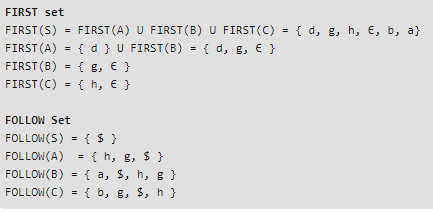 FIRST set
FIRST(S) = FIRST(A) U FIRST(B) U FIRST(C) = { d, g, h, Є, b, a}
FIRST(A) = { d } U FIRST(B) = { d, g, Є }
FIRST(B) = { g, Є }
FIRST(C) = { h, Є }
FOLLOW Set
FOLLOW(S) = { $ }
FOLLOW(A)  = { h, g, $ }
FOLLOW(B) = { a, $, h, g }
FOLLOW(C) = { b, g, $, h }